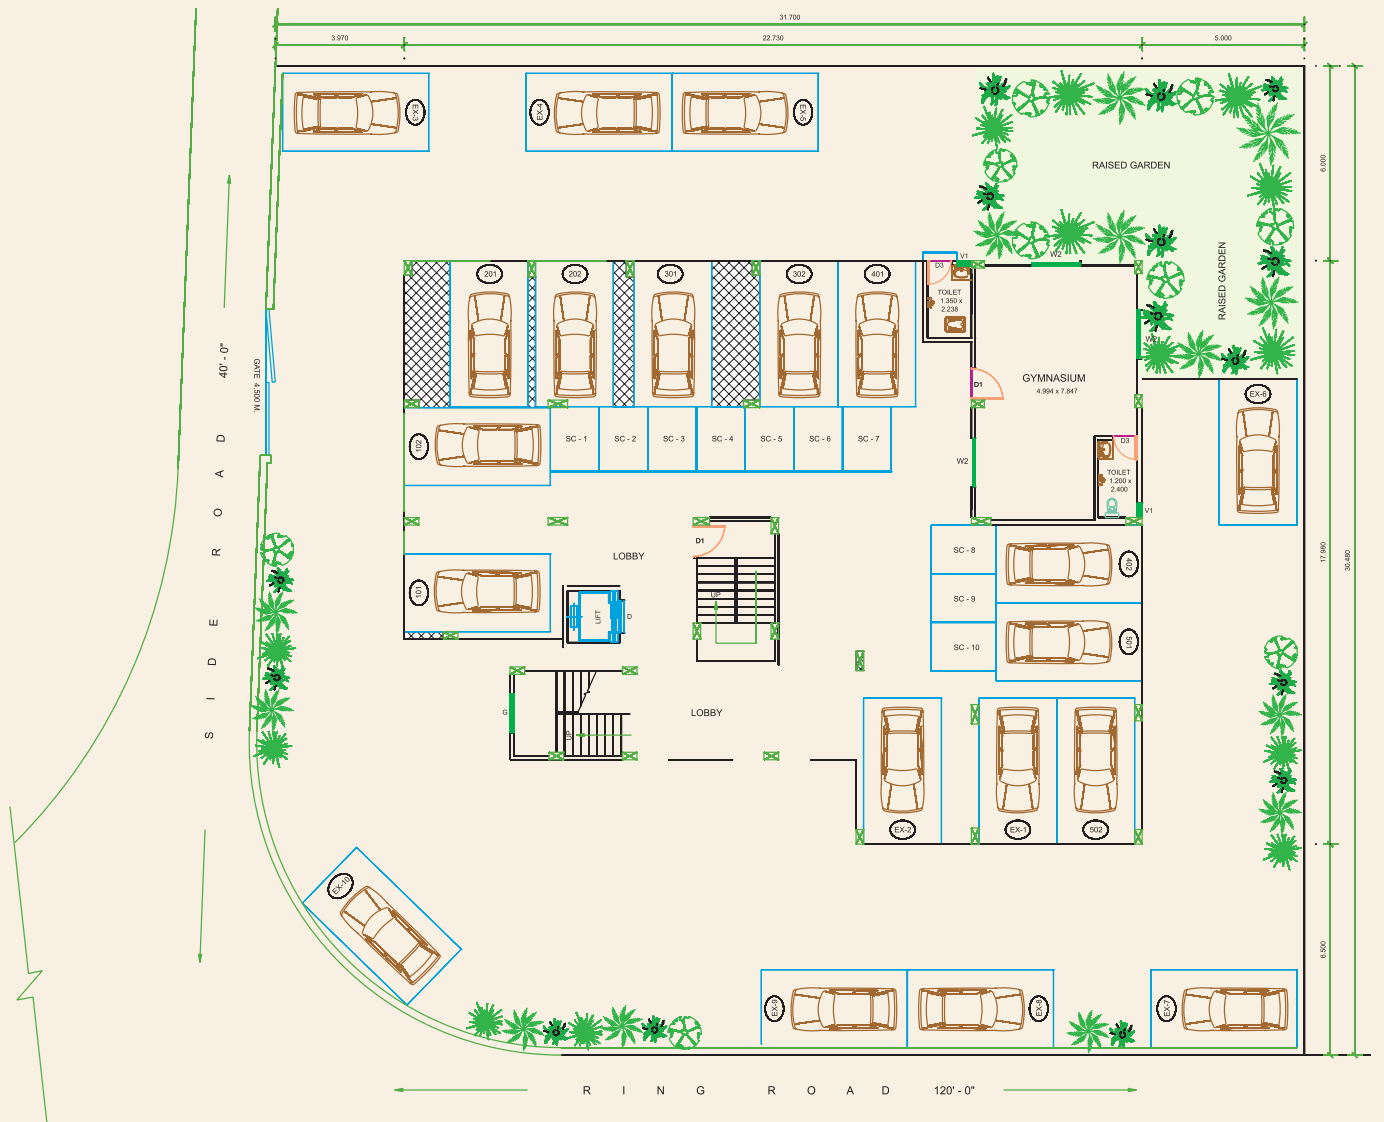 31.700
3.970
22.730
5.000
EX-3
EX-4
EX-5
RAISED GARDEN
6.000
RAISED GARDEN
W2
V1
D3
201
202
301
302
401
TOILET
1.350 x
2.238
W2
GYMNASIUM
4.994 x 7.847
D1
EX-6
40' - 0"
GATE 4.500 M.
SIDE ROAD
102
SC - 1
SC - 2
SC - 3
SC - 4
SC - 5
SC - 6
SC - 7
W2
D3
TOILET
1.200 x
2.400
V1
D1
LOBBY
SC - 8
402
17.980
30.480
101
UP
SC - 9
LIFT
D
SC - 10
501
LOBBY
G
UP
EX-2
EX-1
502
EX-10
6.500
EX-9
EX-8
EX-7
RING ROAD 120' - 0"